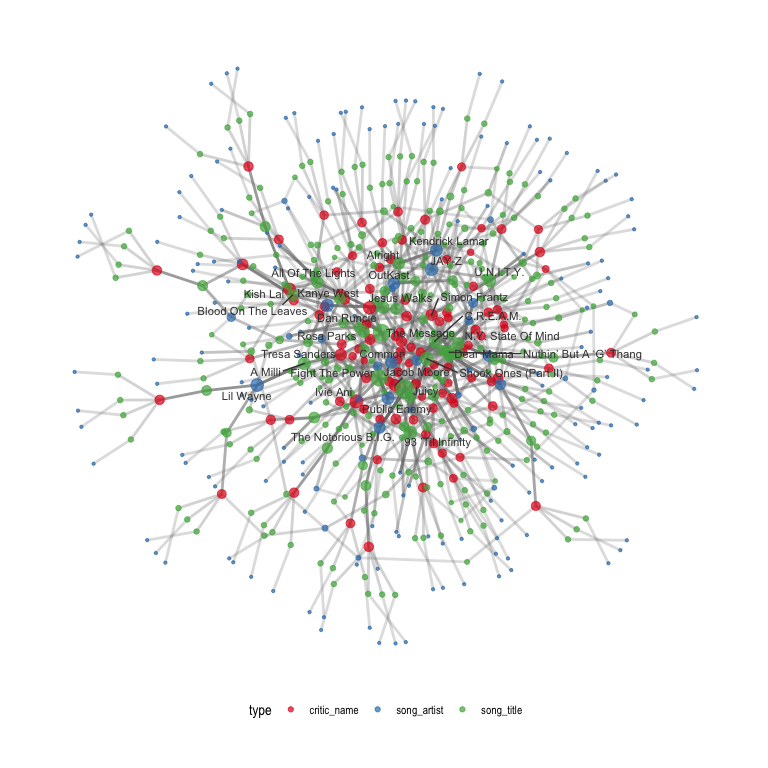 Kendrick Lamar
Alright
JAY-Z
All Of The Lights
OutKast
U.N.I.T.Y.
Kish Lal
Kanye West
Jesus Walks
Simon Frantz
Blood On The Leaves
Dan Runcie
C.R.E.A.M.
Rosa Parks
The Message
N.Y. State Of Mind
Tresa Sanders
Common
Dear Mama
Nuthin' But A 'G' Thang
A Milli
Fight The Power
Jacob Moore
Shook Ones (Part II)
Lil Wayne
Ivie Ani
Juicy
Public Enemy
The Notorious B.I.G.
93 'Til Infinity
type critic_name song_artist song_title